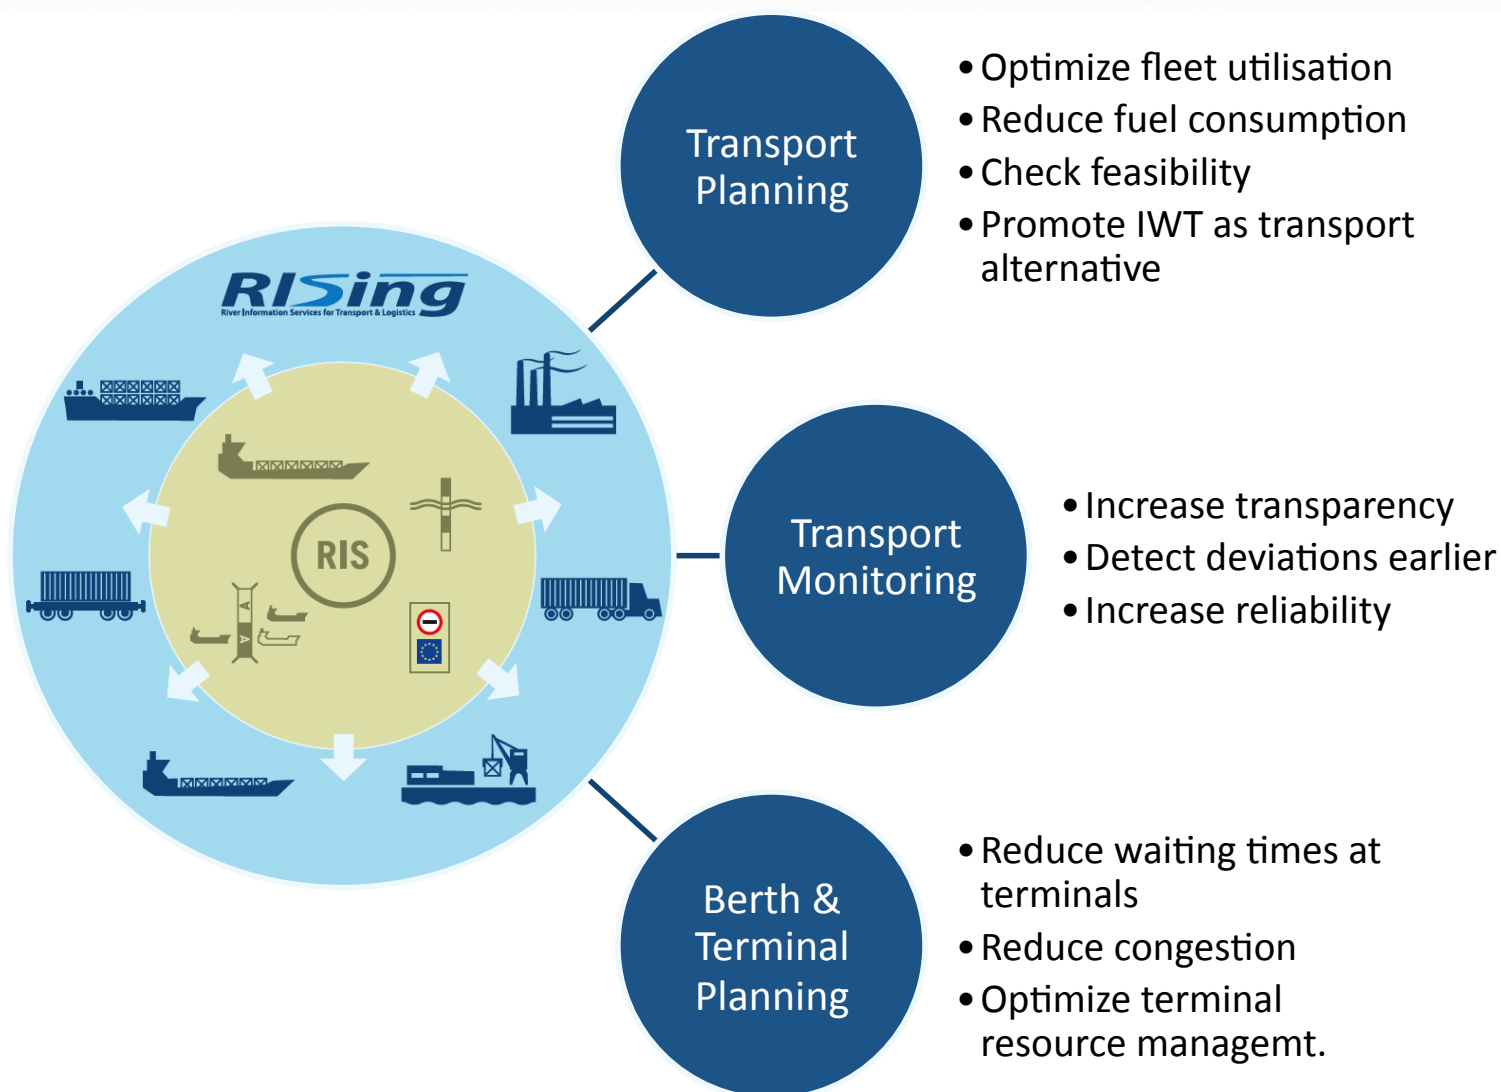 RISing
River Information Services for Transport & Logistics
RIS
A
A
Transport
Planning
• Optimize fleet utilisation
• Reduce fuel consumption
• Check feasibility
• Promote IWT as transport
alternative
Transport
Monitoring
• Increase transparency
• Detect deviations earlier
• Increase reliability
Berth &
Terminal
Planning
• Reduce waiting times at
terminals
• Reduce congestion
• Optimize terminal
resource managemt.